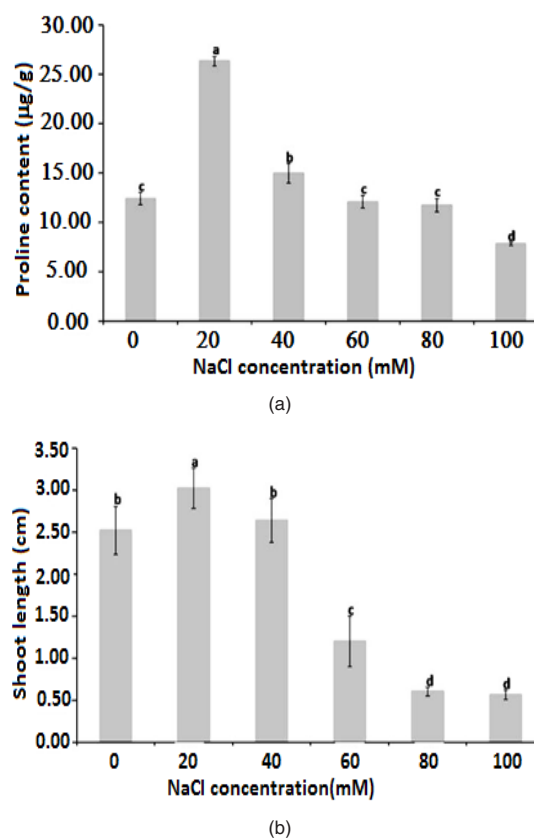 30.00
25.00
20.00
15.00
10.00
5.00
0.00
Proline content (µg/g)
c
a
b
c
c
d
0 20 40 60 80 100
NaCl concentration (mM)
(a)
3.50
3.00
2.50
2.00
1.50
1.00
0.50
0.00
Shoot length (cm)
b
a
b
c
d
d
0 20 40 60 80 100
NaCl concentration(mM)
(b)